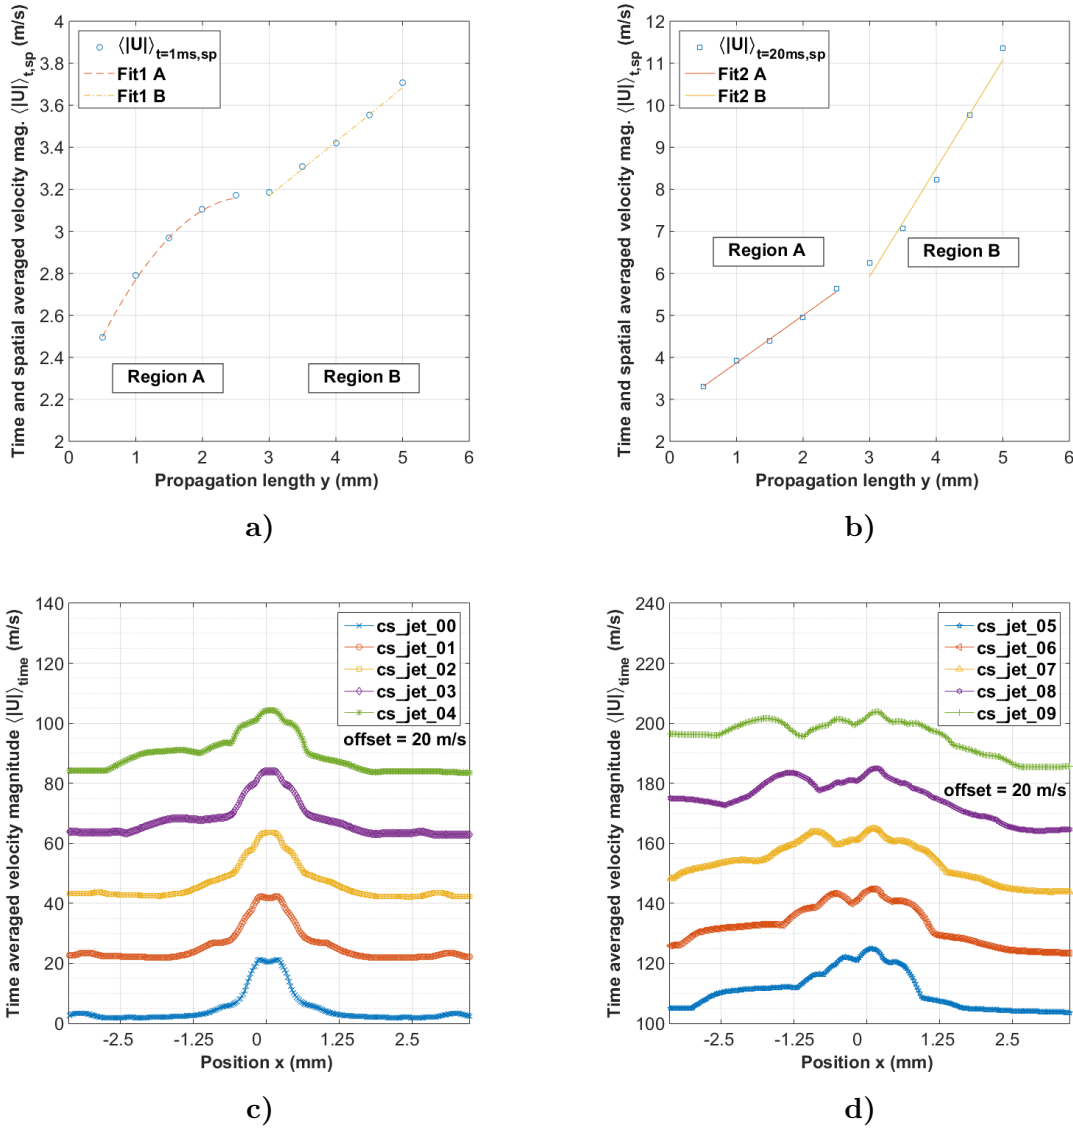 Time and spatial averaged velocity mag. ⟨|U|⟩t,sp (m/s)
4
3.8
3.6
3.4
3.2
3
2.8
2.6
2.4
2.2
2
⟨|U|⟩t=1ms,sp
Fit1 A
Fit1 B
Region A
Region B
0
1
2
3
4
5
6
Propagation length y (mm)
a)
Time and spatial averaged velocity mag. ⟨|U|⟩t,sp (m/s)
12
11
10
9
8
7
6
5
4
3
2
⟨|U|⟩t=20ms,sp
Fit2 A
Fit2 B
Region A
Region B
0
1
2
3
4
5
6
Propagation length y (mm)
b)
Time averaged velocity magnitude ⟨|U|⟩time (m/s)
140
120
100
80
60
40
20
0
cs_jet_00
cs_jet_01
cs_jet_02
cs_jet_03
cs_jet_04
offset = 20 m/s
-2.5
-1.25
0
1.25
2.5
Position x (mm)
c)
Time averaged velocity magnitude ⟨|U|⟩time (m/s)
240
220
200
180
160
140
120
100
cs_jet_05
cs_jet_06
cs_jet_07
cs_jet_08
cs_jet_09
offset = 20 m/s
-2.5
-1.25
0
1.25
2.5
Position x (mm)
d)